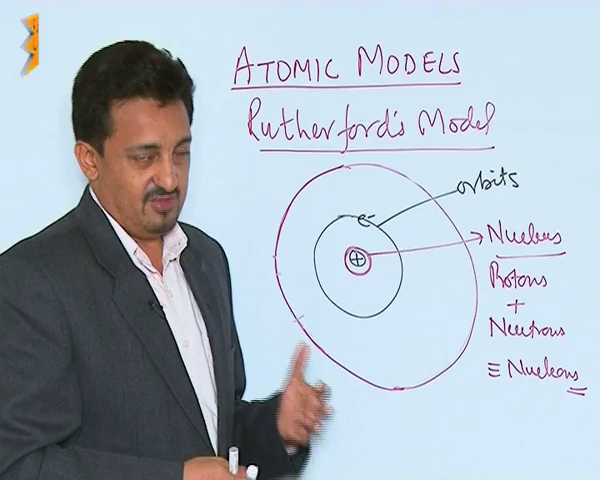 ATOMIC MODELS
Rutherford's Model
e-
orbits
+
Nucleus
Protons
+
Neutrons
≡ Nucleons